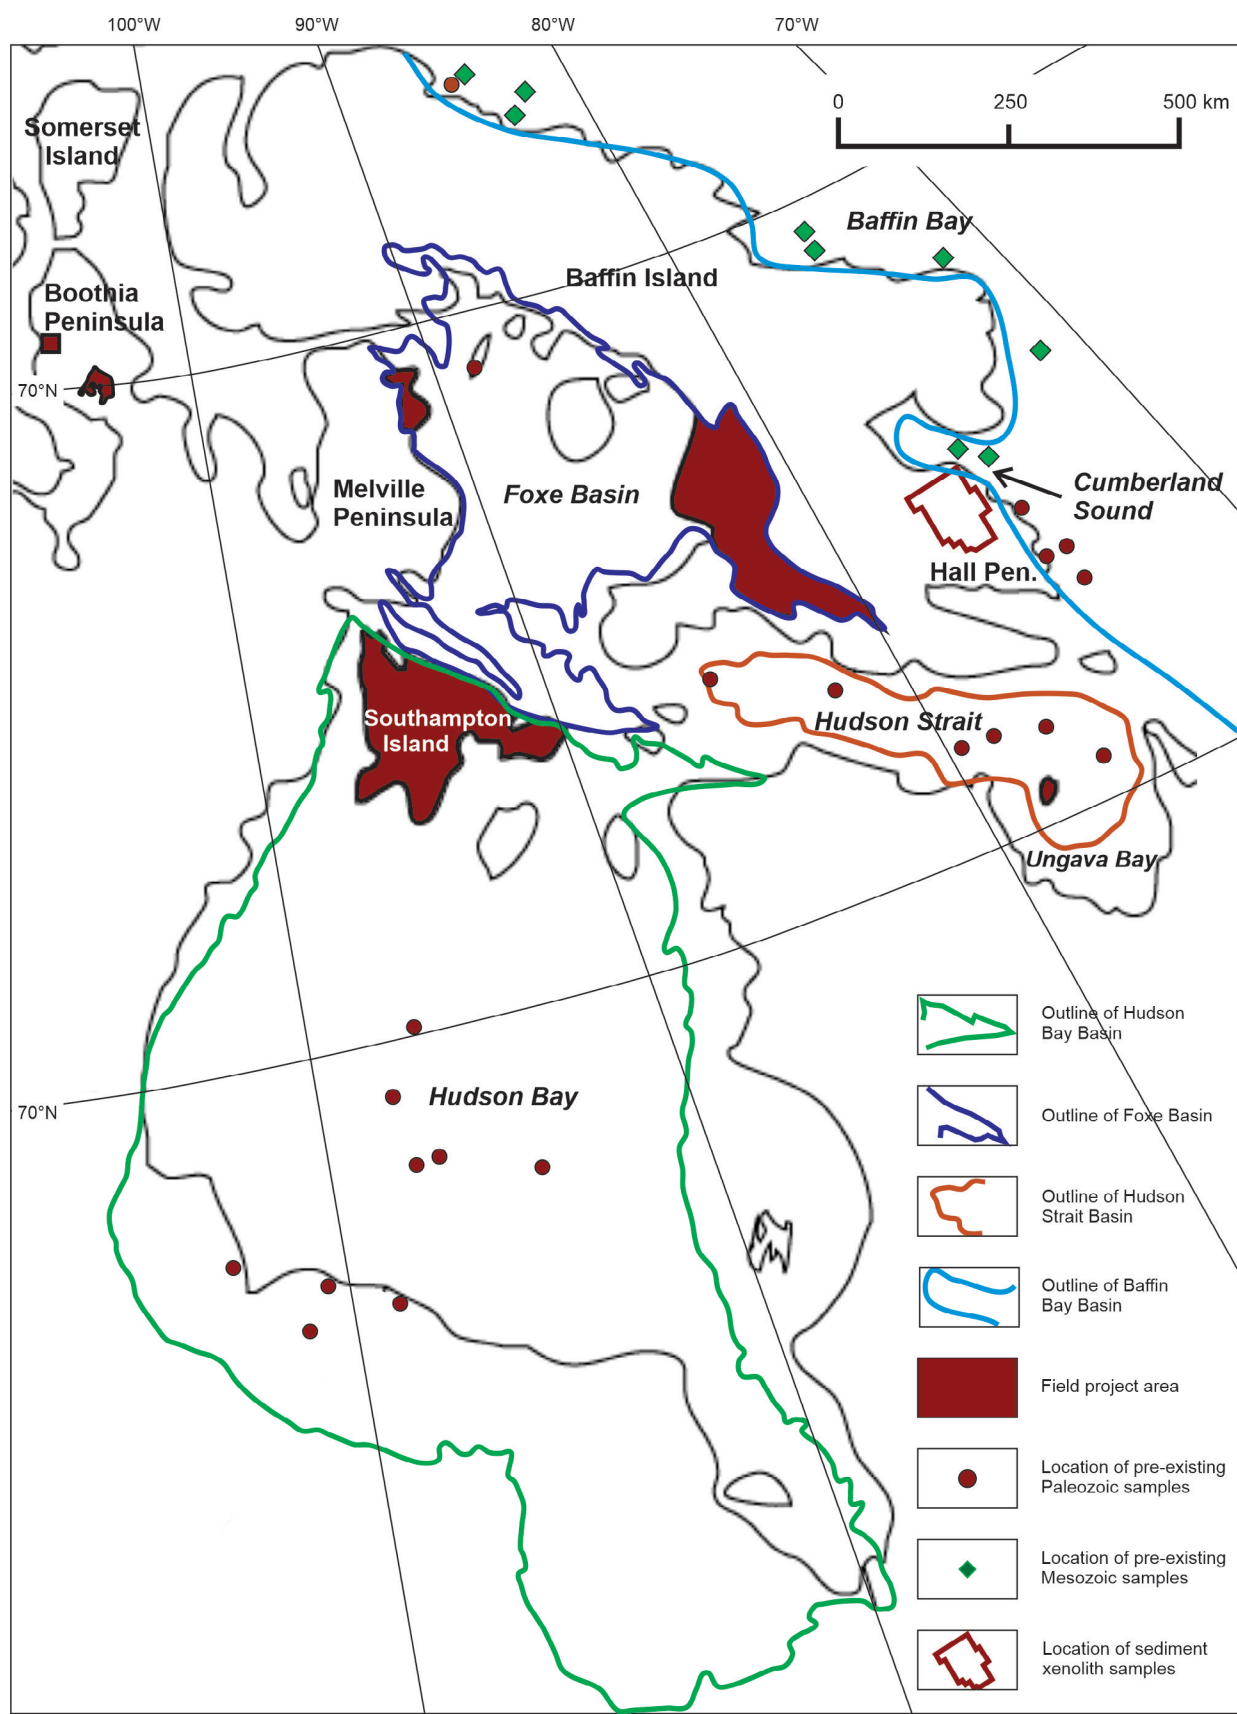 100°W 90°W 80°W 70°W
0 250 500 km
Somerset
Island
Baffin Bay
Baffin Island
Boothia
Peninsula
70°N
Melville
Peninsula
Foxe Basin
Cumberland
Sound
Hall Pen.
Southampton
Island
Hudson Strait
Ungava Bay
Hudson Bay
70°N
Outline of Hudson
Bay Basin
Outline of Foxe Basin
Outline of Hudson
Strait Basin
Outline of Baffin
Bay Basin
Field project area
Location of pre-existing
Paleozoic samples
Location of pre-existing
Mesozoic samples
Location of sediment
xenolith samples